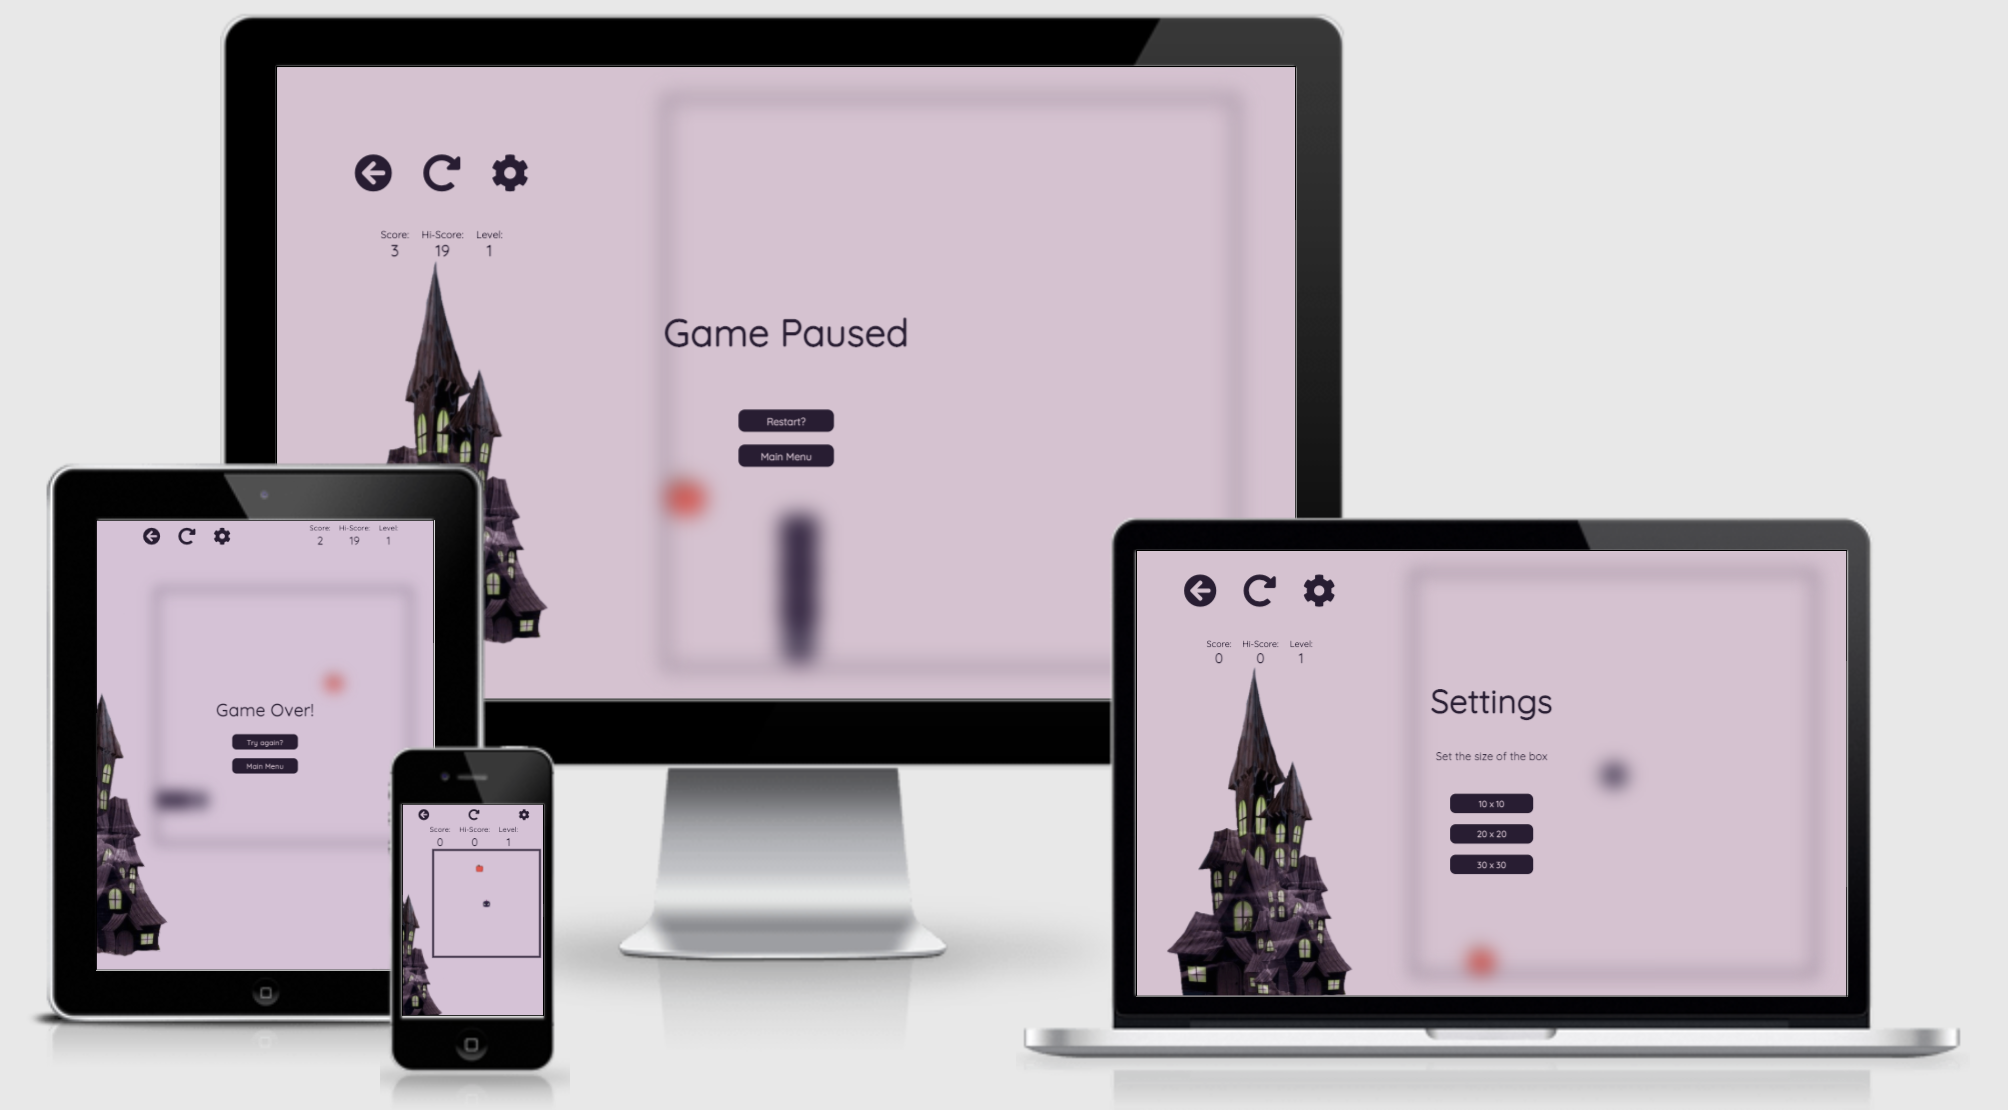 Score: Hi-Score: Level:
3 19 1
Game Paused
Restart?
Main Menu
Score: Hi-Score: Level:
2 19 1
Game Over!
Try again?
Main Menu
Score: Hi-Score: Level:
0 0 1
Score: Hi-Score: Level:
0 0 1
Settings
Set the size of the box
10 x 10
20 x 20
30 x 30